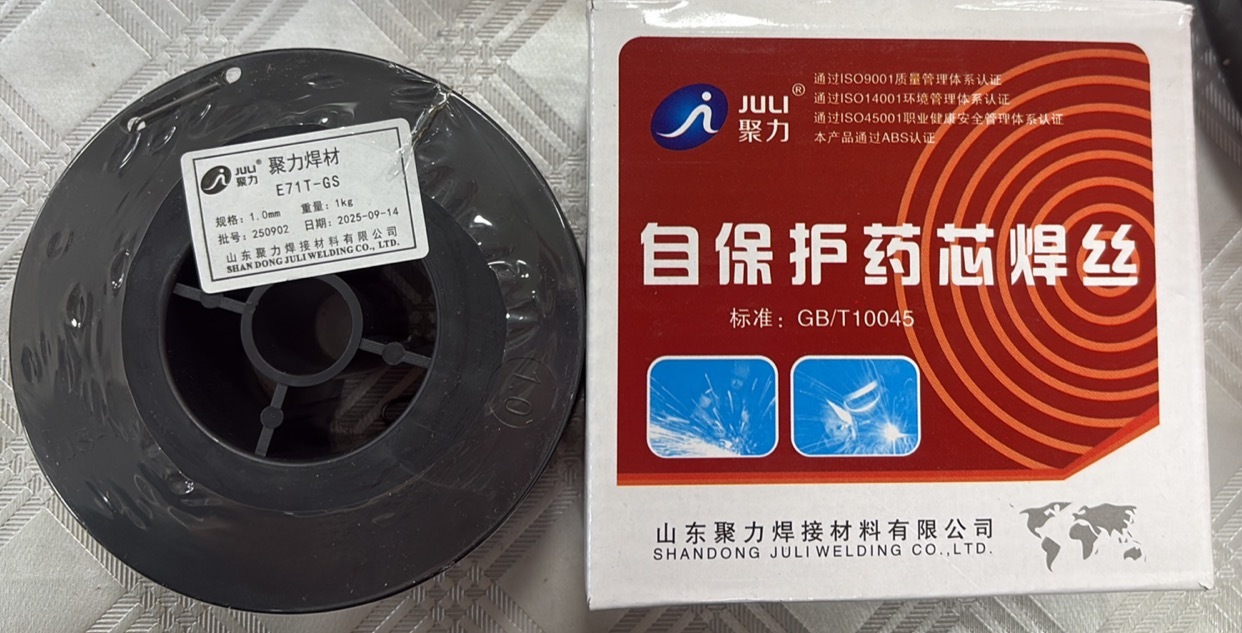 JULI®
聚力
聚力焊材
E71T-GS
规格：1.0mm 重量：1kg
批号：250902 日期：2025-09-14
山东聚力焊接材料有限公司
SHAN DONG JULI WELDING CO., LTD.
(1.0)
JULI®
聚力
通过ISO9001质量管理体系认证
通过ISO14001环境管理体系认证
通过ISO45001职业健康安全管理体系认证
本产品通过ABS认证
自保护药芯焊丝
标准：GB/T10045
山东聚力焊接材料有限公司
SHANDONG JULI WELDING CO.,LTD.